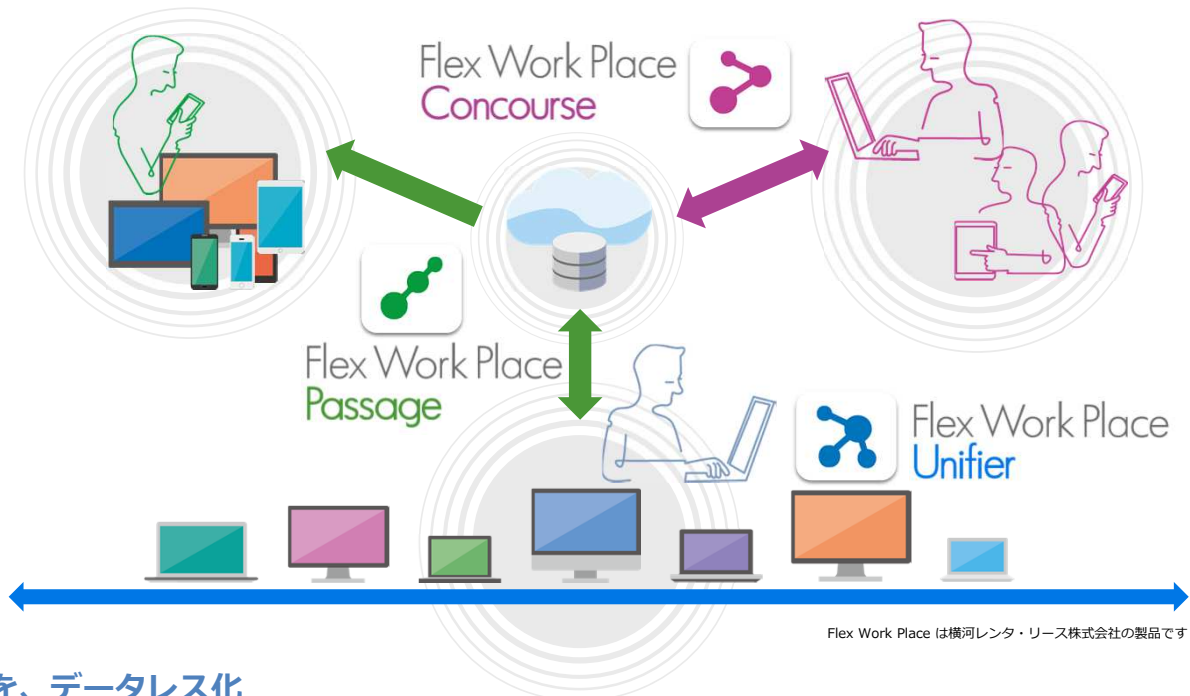 Flex Work Place
Concourse
Flex Work Place
Passage
Flex Work Place
Unifier
Flex Work Place は横河レンタ・リース株式会社の製品です
を、データレス化